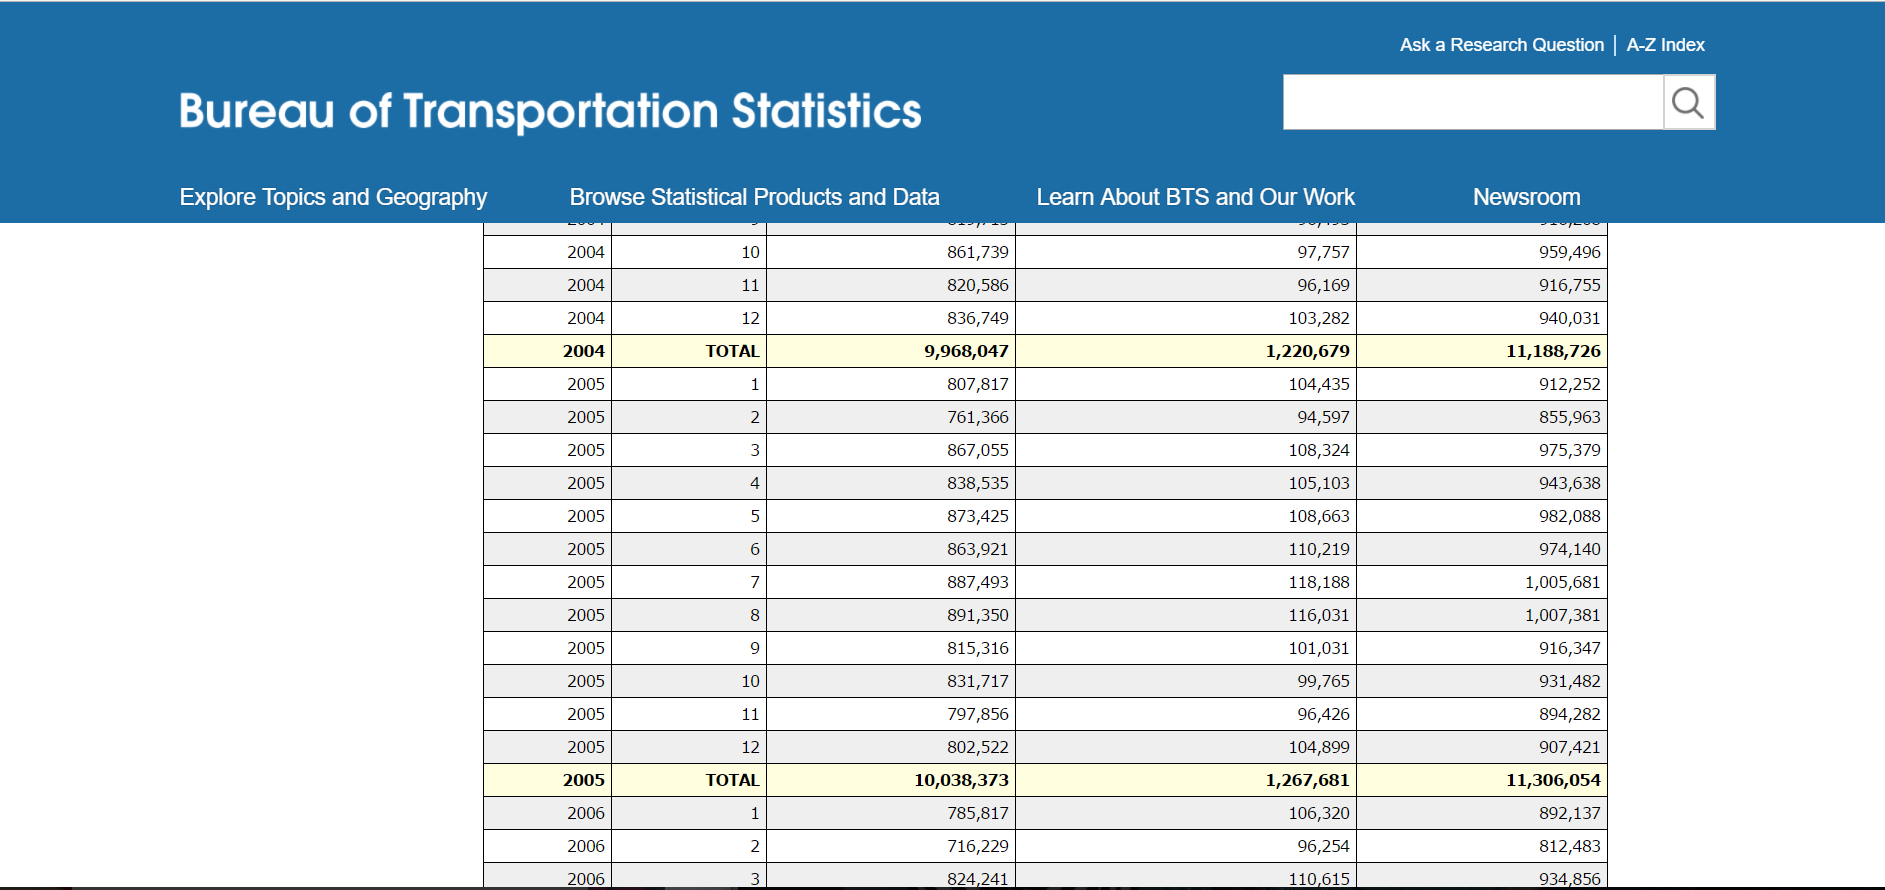 Ask a Research Question | A-Z Index
Bureau of Transportation Statistics
Explore Topics and Geography Browse Statistical Products and Data Learn About BTS and Our Work Newsroom
2004 10 861,739 97,757 959,496
2004 11 820,586 96,169 916,755
2004 12 836,749 103,282 940,031
2004 TOTAL 9,968,047 1,220,679 11,188,726
2005 1 807,817 104,435 912,252
2005 2 761,366 94,597 855,963
2005 3 867,055 108,324 975,379
2005 4 838,535 105,103 943,638
2005 5 873,425 108,663 982,088
2005 6 863,921 110,219 974,140
2005 7 887,493 118,188 1,005,681
2005 8 891,350 116,031 1,007,381
2005 9 815,316 101,031 916,347
2005 10 831,717 99,765 931,482
2005 11 797,856 96,426 894,282
2005 12 802,522 104,899 907,421
2005 TOTAL 10,038,373 1,267,681 11,306,054
2006 1 785,817 106,320 892,137
2006 2 716,229 96,254 812,483
2006 3 824,241 110,615 934,856